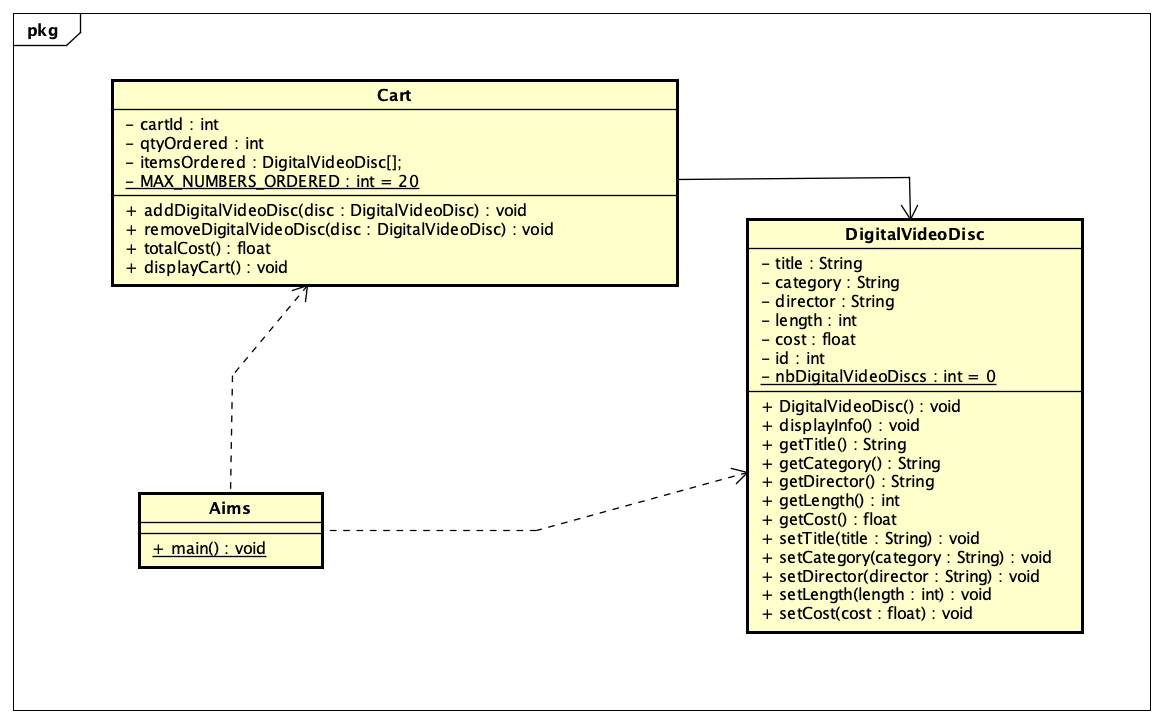 pkg
Cart
- cartId : int
- qtyOrdered : int
- itemsOrdered : DigitalVideoDisc[];
- MAX_NUMBERS_ORDERED : int = 20
+ addDigitalVideoDisc(disc : DigitalVideoDisc) : void
+ removeDigitalVideoDisc(disc : DigitalVideoDisc) : void
+ totalCost() : float
+ displayCart() : void
DigitalVideoDisc
- title : String
- category : String
- director : String
- length : int
- cost : float
- id : int
- nbDigitalVideoDiscs : int = 0
+ DigitalVideoDisc() : void
+ displayInfo() : void
+ getTitle() : String
+ getCategory() : String
+ getDirector() : String
+ getLength() : int
+ getCost() : float
+ setTitle(title : String) : void
+ setCategory(category : String) : void
+ setDirector(director : String) : void
+ setLength(length : int) : void
+ setCost(cost : float) : void
Aims
+ main() : void